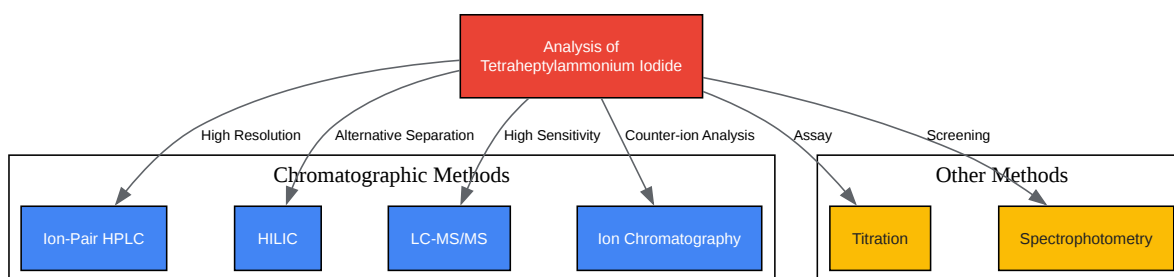 Analysis of
Tetraheptylammonium Iodide
High Resolution
Alternative Separation
High Sensitivity
Counter-ion Analysis
Assay
Screening
Chromatographic Methods
Other Methods
Ion-Pair HPLC
HILIC
LC-MS/MS
Ion Chromatography
Titration
Spectrophotometry